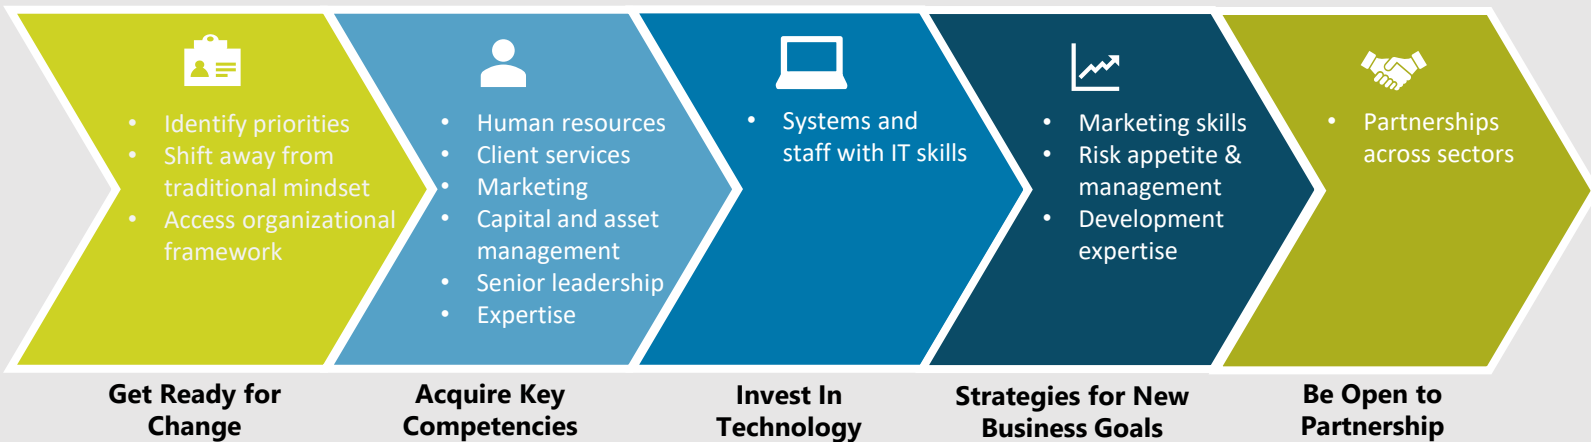 • Identify priorities
• Shift away from
traditional mindset
• Access organizational
framework
Get Ready for
Change
• Human resources
• Client services
• Marketing
• Capital and asset
management
• Senior leadership
• Expertise
Acquire Key
Competencies
• Systems and
staff with IT skills
Invest In
Technology
• Marketing skills
• Risk appetite &
management
• Development
expertise
Strategies for New
Business Goals
• Partnerships
across sectors
Be Open to
Partnership